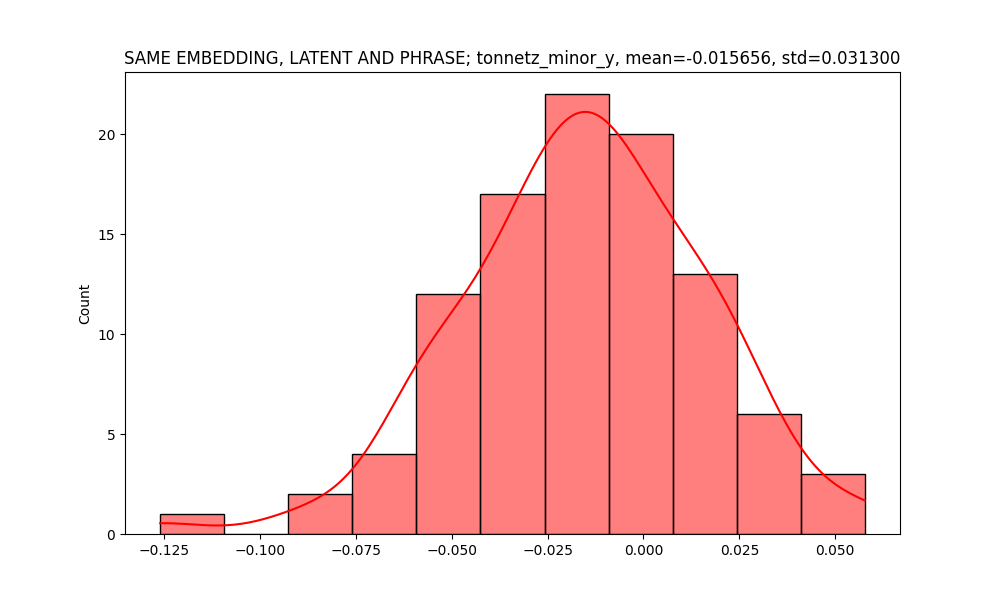 SAME EMBEDDING, LATENT AND PHRASE; tonnetz_minor_y, mean=-0.015656, std=0.031300
20
15
10
5
0
Count
−0.125 −0.100 −0.075 −0.050 −0.025 0.000 0.025 0.050